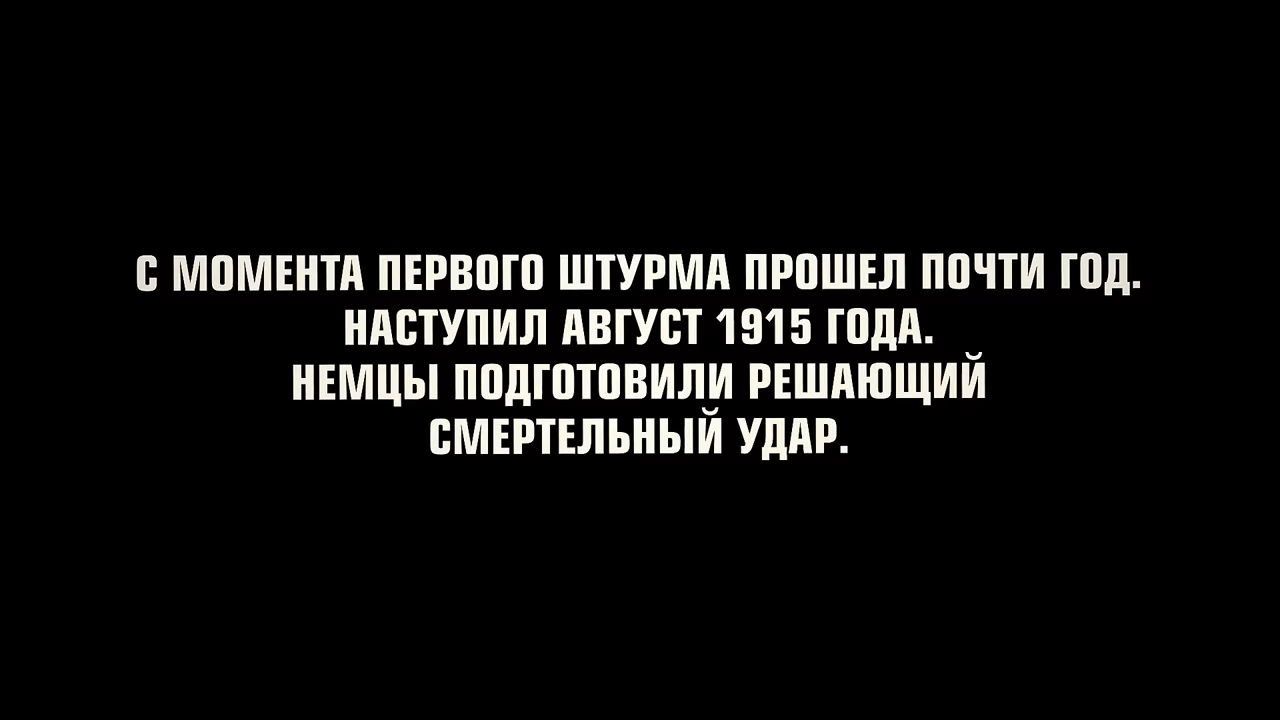 С МОМЕНТА ПЕРВОГО ШТУРМА ПРОШЕЛ ПОЧТИ ГОД.
НАСТУПИЛ АВГУСТ 1915 ГОДА.
НЕМЦЫ ПОДГОТОВИЛИ РЕШАЮЩИЙ
СМЕРТЕЛЬНЫЙ УДАР.